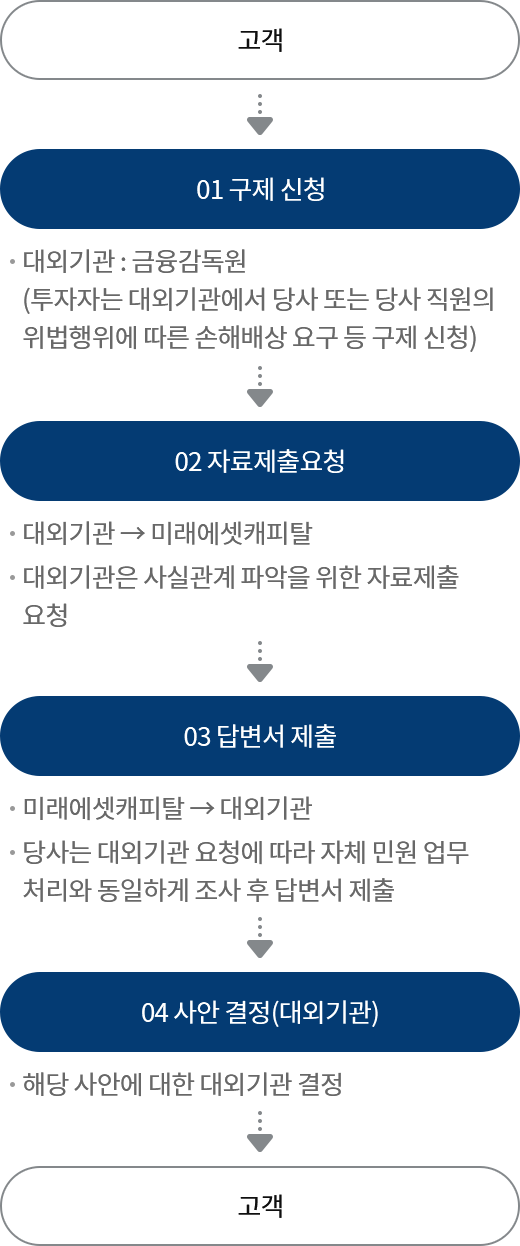 고객
01 구제 신청
• 대외기관 : 금융감독원
(투자자는 대외기관에서 당사 또는 당사 직원의
위법행위에 따른 손해배상 요구 등 구제 신청)
02 자료제출요청
• 대외기관 → 미래에셋캐피탈
• 대외기관은 사실관계 파악을 위한 자료제출
요청
03 답변서 제출
• 미래에셋캐피탈 → 대외기관
• 당사는 대외기관 요청에 따라 자체 민원 업무
처리와 동일하게 조사 후 답변서 제출
04 사안 결정(대외기관)
• 해당 사안에 대한 대외기관 결정
고객